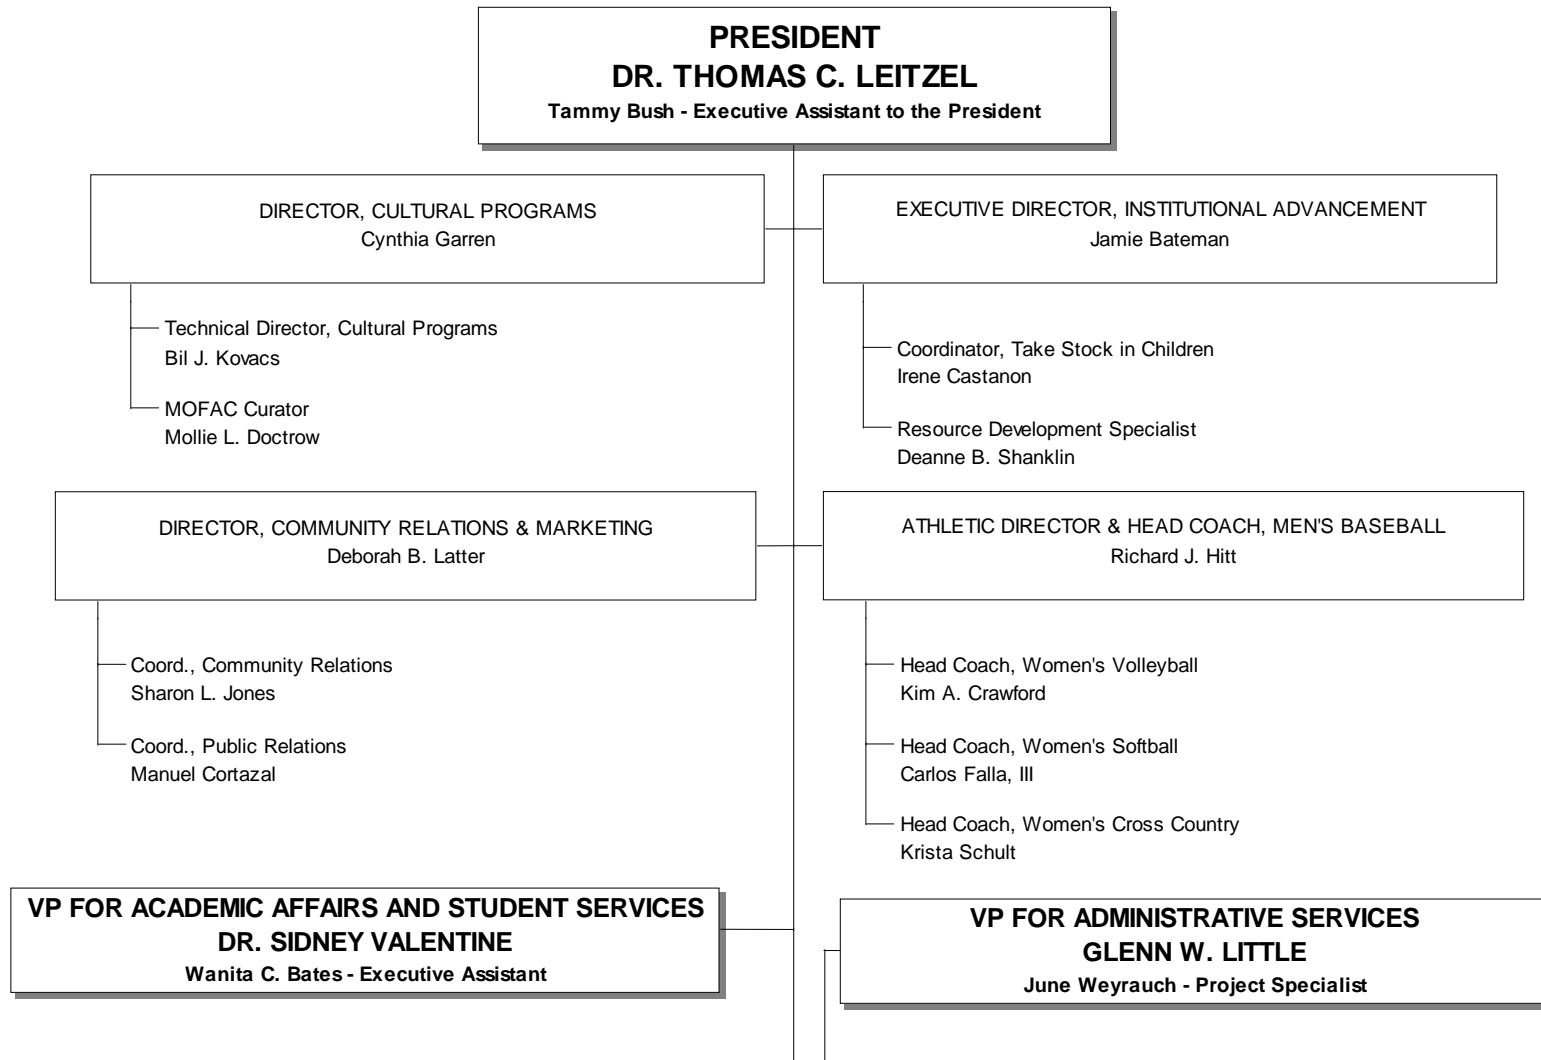 PRESIDENT
DR. THOMAS C. LEITZEL
Tammy Bush - Executive Assistant to the President
DIRECTOR, CULTURAL PROGRAMS
Cynthia Garren
Technical Director, Cultural Programs
Bil J. Kovacs
MOFAC Curator
Mollie L. Doctrow
EXECUTIVE DIRECTOR, INSTITUTIONAL ADVANCEMENT
Jamie Bateman
Coordinator, Take Stock in Children
Irene Castanon
Resource Development Specialist
Deanne B. Shanklin
DIRECTOR, COMMUNITY RELATIONS & MARKETING
Deborah B. Latter
Coord., Community Relations
Sharon L. Jones
Coord., Public Relations
Manuel Cortazal
ATHLETIC DIRECTOR & HEAD COACH, MEN'S BASEBALL
Richard J. Hitt
Head Coach, Women's Volleyball
Kim A. Crawford
Head Coach, Women's Softball
Carlos Falla, III
Head Coach, Women's Cross Country
Krista Schult
VP FOR ACADEMIC AFFAIRS AND STUDENT SERVICES
DR. SIDNEY VALENTINE
Wanita C. Bates - Executive Assistant
VP FOR ADMINISTRATIVE SERVICES
GLENN W. LITTLE
June Weyrauch - Project Specialist